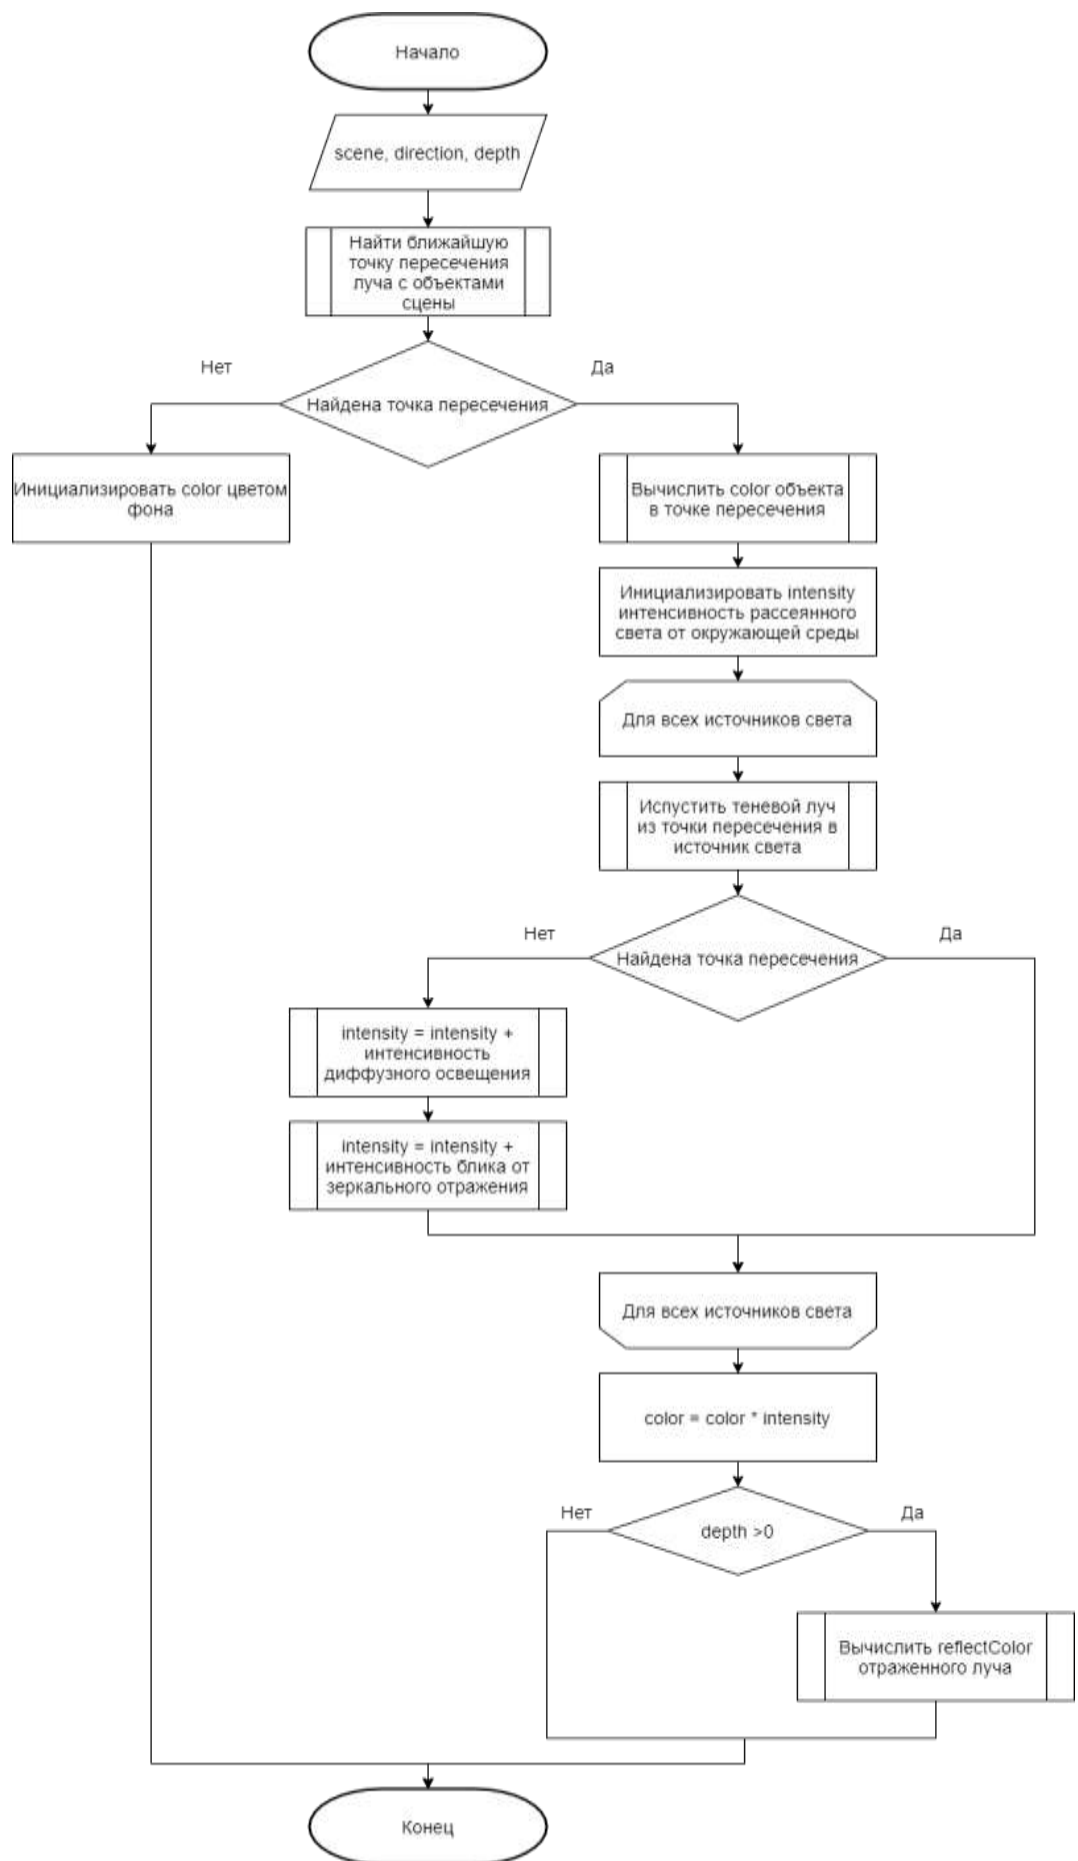 Начало
scene, direction, depth
Найти ближайшую
точку пересечения
луча с объектами
сцены
Нет
Да
Найдена точка пересечения
Инициализировать color цветом
фона
Вычислить color объекта
в точке пересечения
Инициализировать intensity
интенсивность рассеянного
света от окружающей среды
Для всех источников света
Испустить теневой луч
из точки пересечения в
источник света
Нет
Да
Найдена точка пересечения
intensity = intensity +
интенсивность
диффузного освещения
intensity = intensity +
интенсивность блика от
зеркального отражения
Для всех источников света
color = color * intensity
Нет
Да
depth >0
Вычислить reflectColor
отраженного луча
Конец